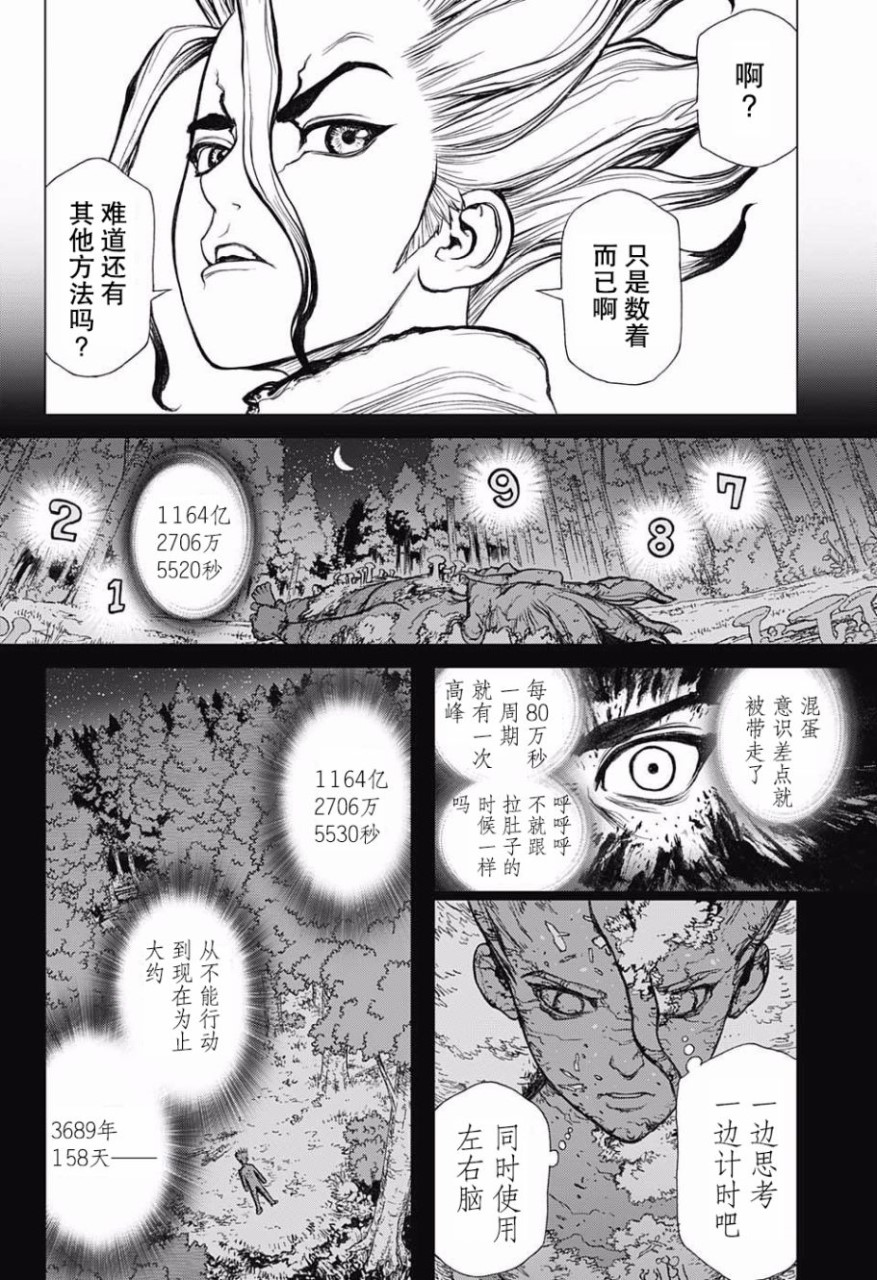 啊？
只是数着
而已啊
难道还有
其他方法吗？
7
8
9
1164亿
2706万
5520秒
1
2
混蛋
意识差点就
被带走了
每80万秒
一周期
就有一次
高峰
呼呼呼
不就跟
拉肚子的
时候一样
吗
一边思考
一边计时吧
同时使用
左右脑
1164亿
2706万
5530秒
从不能行动
到现在为止
大约
3689年
158天——